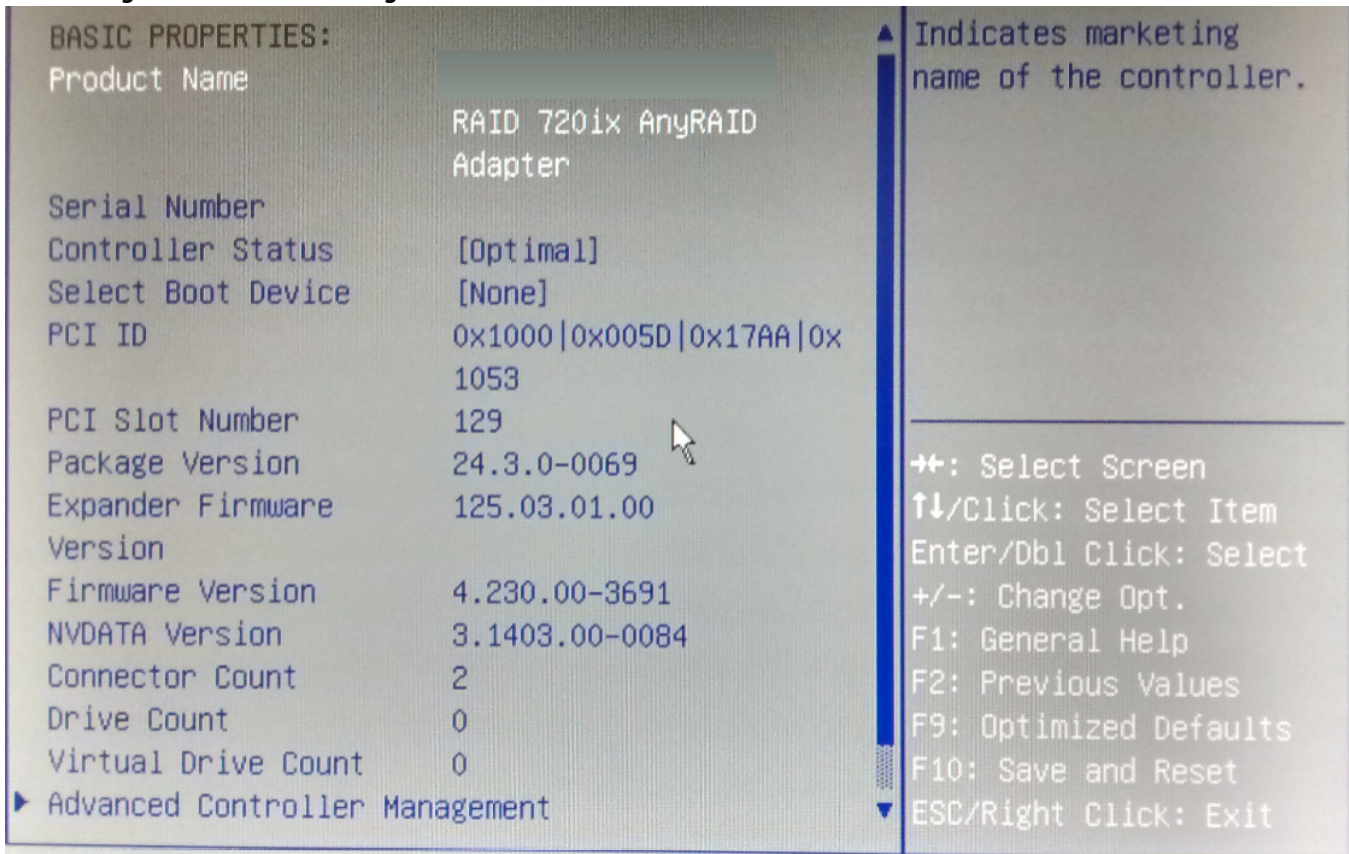 BASIC PROPERTIES:
Product Name
RAID 720ix AnyRAID
Adapter
Serial Number
Controller Status [Optimal]
Select Boot Device [None]
PCI ID 0x1000|0x005D|0x17AA|0x
1053
PCI Slot Number 129
Package Version 24.3.0-0069
Expander Firmware 125.03.01.00
Version
Firmware Version 4.230.00-3691
NVDATA Version 3.1403.00-0084
Connector Count 2
Drive Count 0
Virtual Drive Count 0
Advanced Controller Management
Indicates marketing
name of the controller.
→←: Select Screen
↑↓/Click: Select Item
Enter/Dbl Click: Select
+/-: Change Opt.
F1: General Help
F2: Previous Values
F9: Optimized Defaults
F10: Save and Reset
ESC/Right Click: Exit